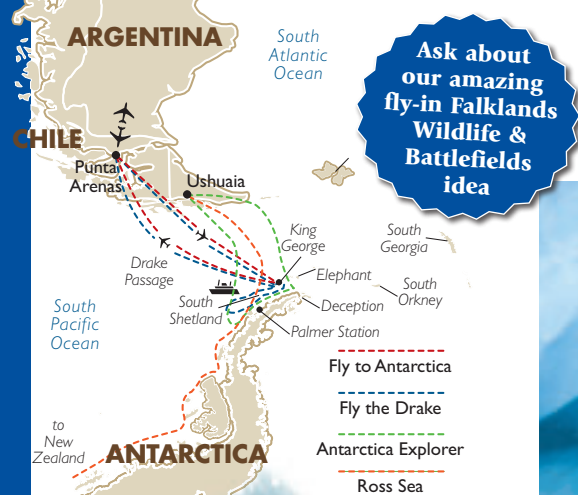 ARGENTINA
South
Atlantic
Ocean
Ask about
our amazing
fly-in Falklands
Wildlife &
Battlefields
idea
CHILE
Punta
Arenas
Ushuaia
King
George
South
Georgia
Drake
Passage
Elephant
South
Orkney
South
Shetland
Deception
South
Pacific
Ocean
Palmer Station
Fly to Antarctica
Fly the Drake
to
New
Zealand
ANTARCTICA
Antarctica Explorer
Ross Sea